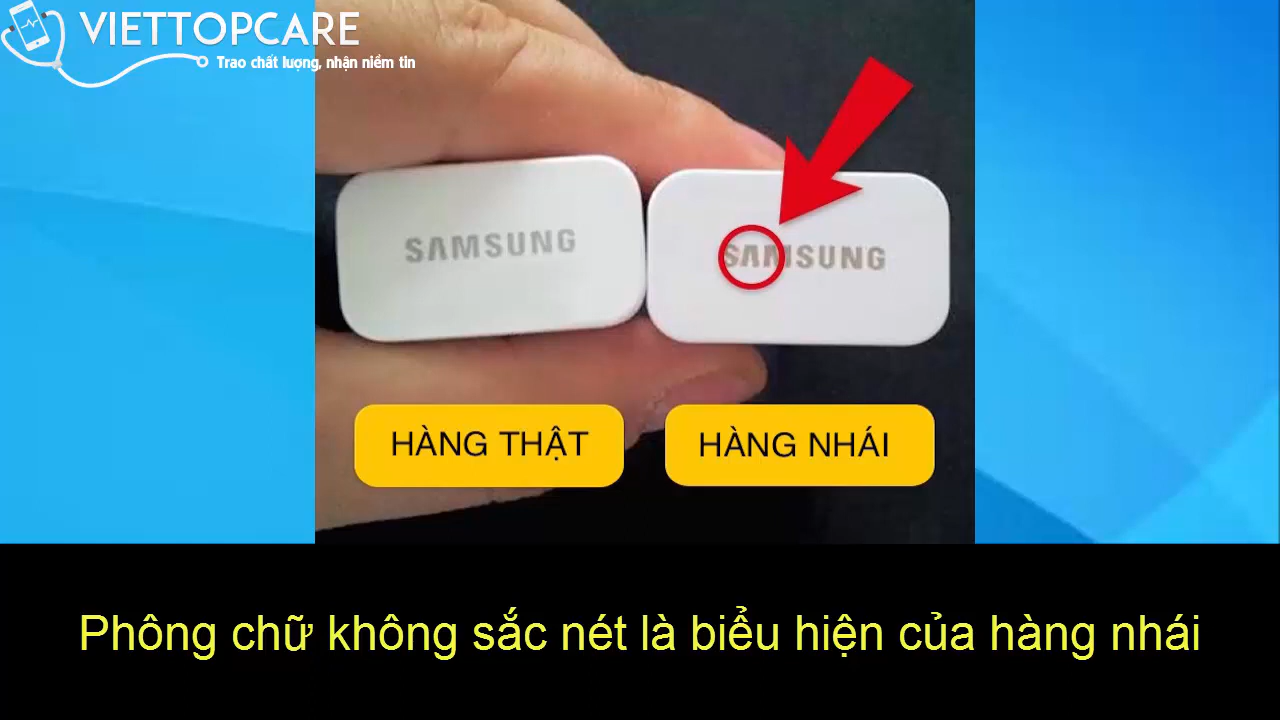 VIETTOPCARE
Trao chất lượng, nhận niềm tin
SAMSUNG
SAMSUNG
HÀNG THẬT
HÀNG NHÁI
Phông chữ không sắc nét là biểu hiện của hàng nhái